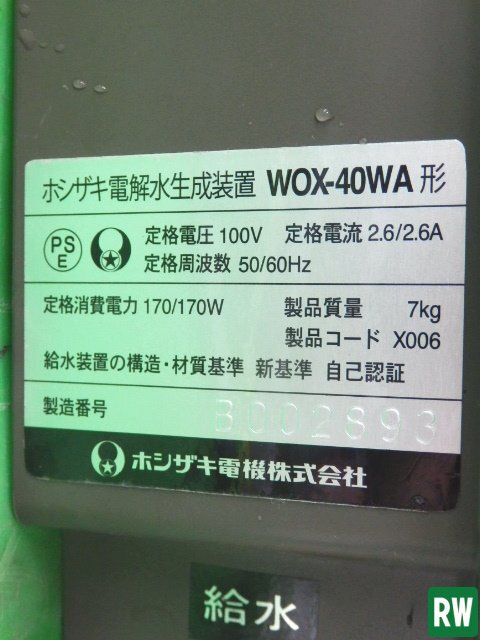 ホシザキ電解水生成装置 WOX-40WA 形
PS E 定格電圧 100V 定格電流 2.6/2.6A
定格周波数 50/60Hz
定格消費電力 170/170W 製品質量 7kg
製品コード X006
給水装置の構造・材質基準 新基準 自己認証
製造番号 B002893
ホシザキ電機株式会社
給水
RW